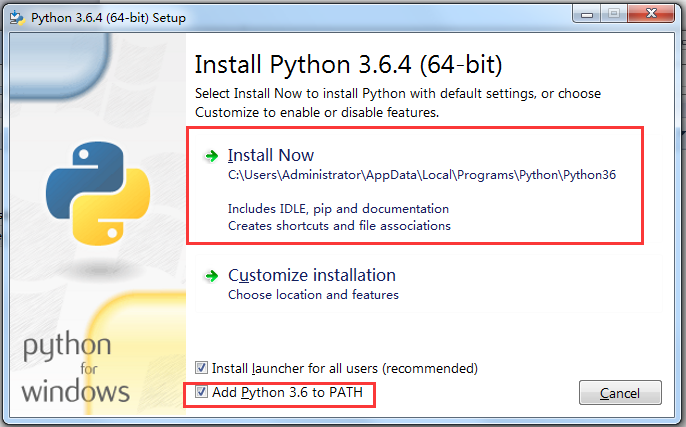 Python 3.6.4 (64-bit) Setup
Install Python 3.6.4 (64-bit)
Select Install Now to install Python with default settings, or choose
Customize to enable or disable features.
Install Now
C:\Users\Administrator\AppData\Local\Programs\Python\Python36
Includes IDLE, pip and documentation
Creates shortcuts and file associations
Customize installation
Choose location and features
python
for
windows
Install launcher for all users (recommended)
Add Python 3.6 to PATH
Cancel